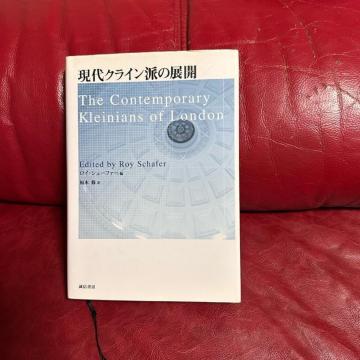 現代クライン派の展開
The Contemporary
Kleinians of London
Edited by Roy Schafer
ロイ・シェーファー 編
福本 修 訳
誠信書房